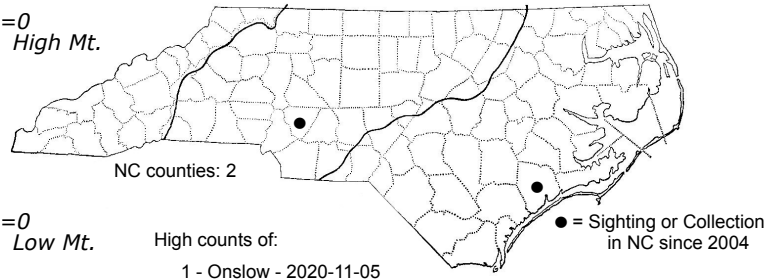 =0
High Mt.
NC counties: 2
=0
Low Mt.
High counts of:
1 - Onslow - 2020-11-05
● = Sighting or Collection
in NC since 2004